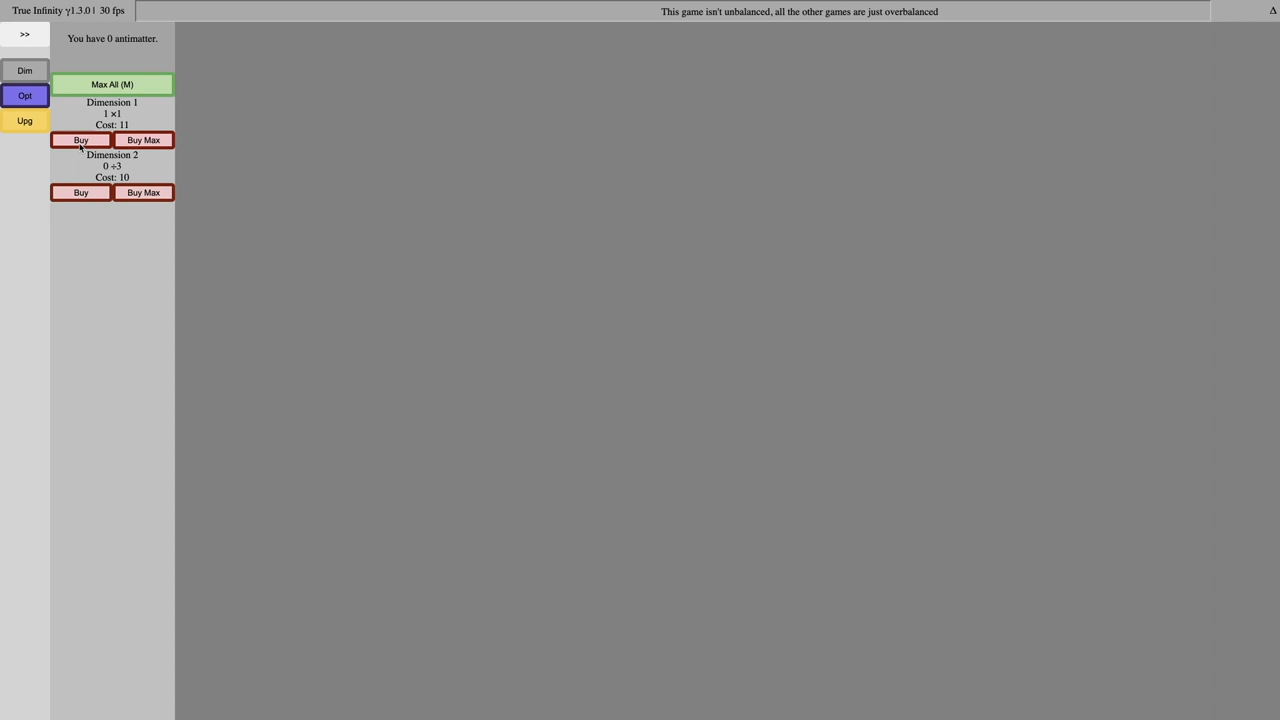 True Infinity γ1.3.0 | 30 fps
This game isn't unbalanced, all the other games are just overbalanced
Δ
>>
You have 0 antimatter.
Dim
Opt
Upg
Max All (M)
Dimension 1
1 ×1
Cost: 11
Buy Buy Max
Dimension 2
0 ÷3
Cost: 10
Buy Buy Max